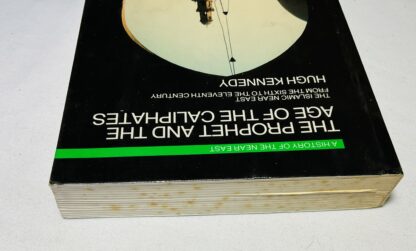 A HISTORY OF THE NEAR EAST
THE PROPHET AND THE
AGE OF THE CALIPHATES
THE ISLAMIC NEAR EAST
FROM THE SIXTH TO THE ELEVENTH CENTURY
HUGH KENNEDY